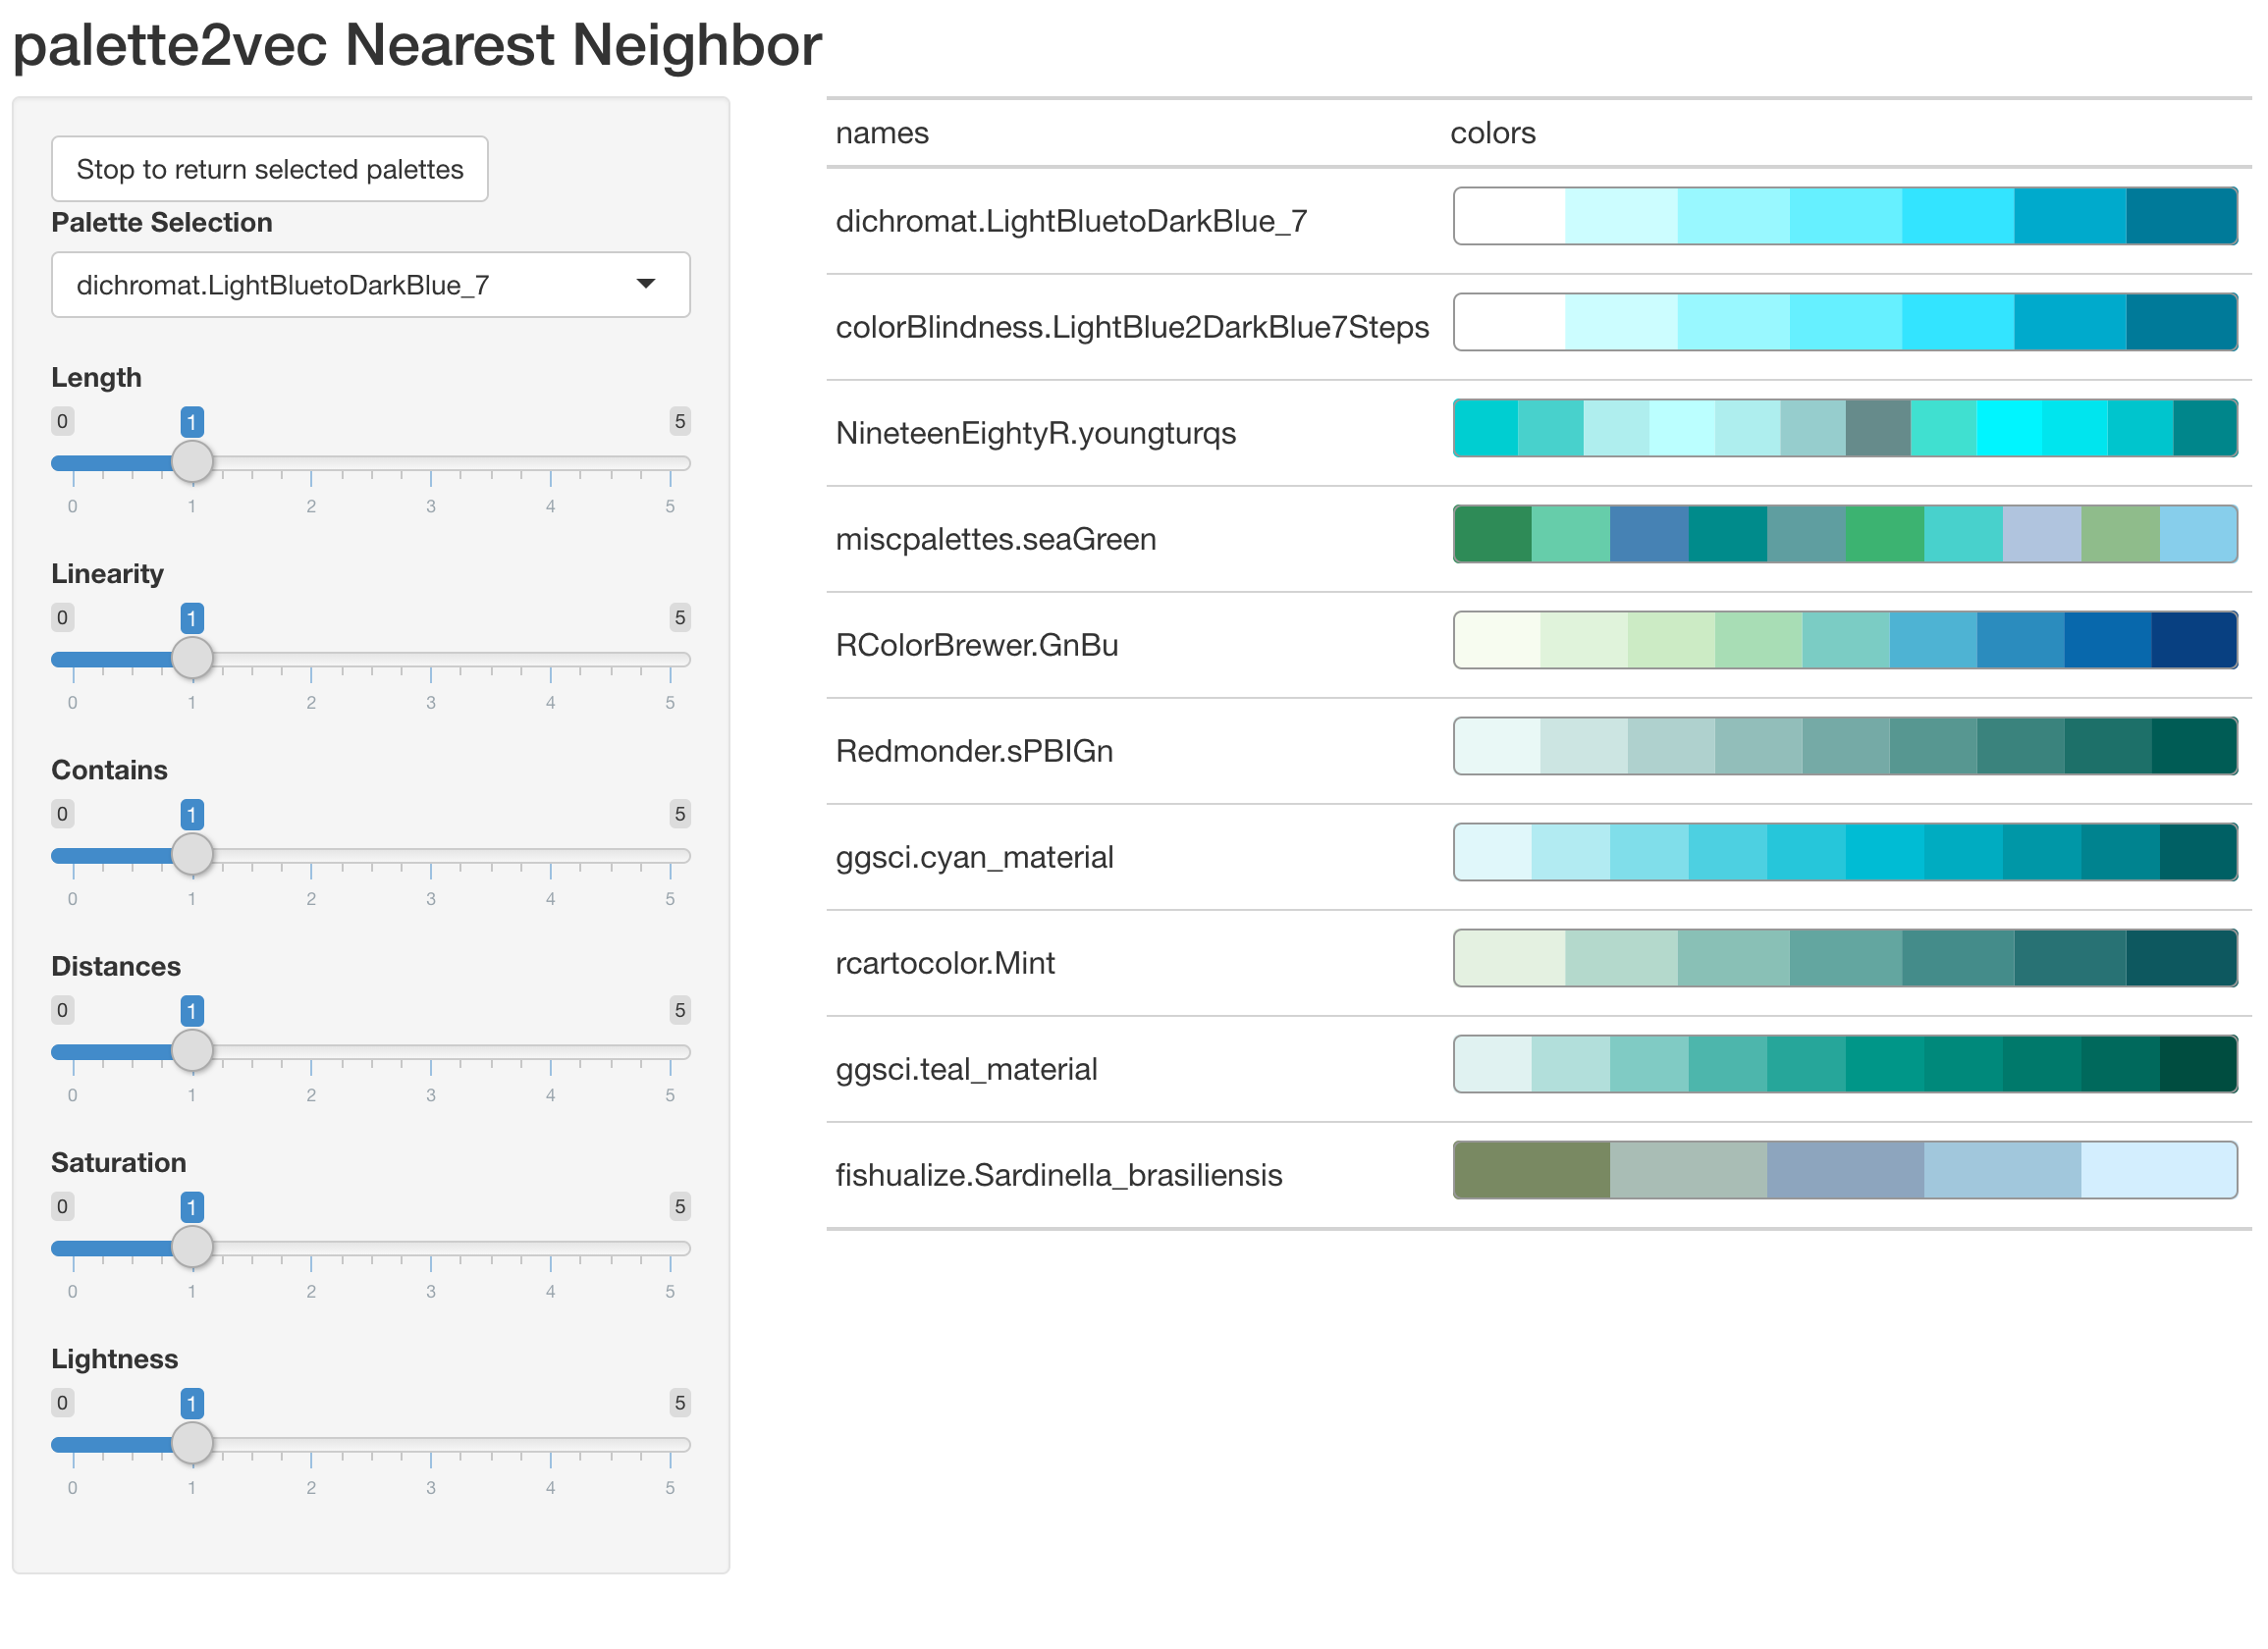 palette2vec Nearest Neighbor
Stop to return selected palettes
Palette Selection
dichromat.LightBluetoDarkBlue_7
Length
0 1 5
0 1 2 3 4 5
Linearity
0 1 5
0 1 2 3 4 5
Contains
0 1 5
0 1 2 3 4 5
Distances
0 1 5
0 1 2 3 4 5
Saturation
0 1 5
0 1 2 3 4 5
Lightness
0 1 5
0 1 2 3 4 5
names colors
dichromat.LightBluetoDarkBlue_7
colorBlindness.LightBlue2DarkBlue7Steps
NineteenEightyR.youngturqs
miscpalettes.seaGreen
RColorBrewer.GnBu
Redmonder.sPBIGn
ggsci.cyan_material
rcartocolor.Mint
ggsci.teal_material
fishualize.Sardinella_brasiliensis